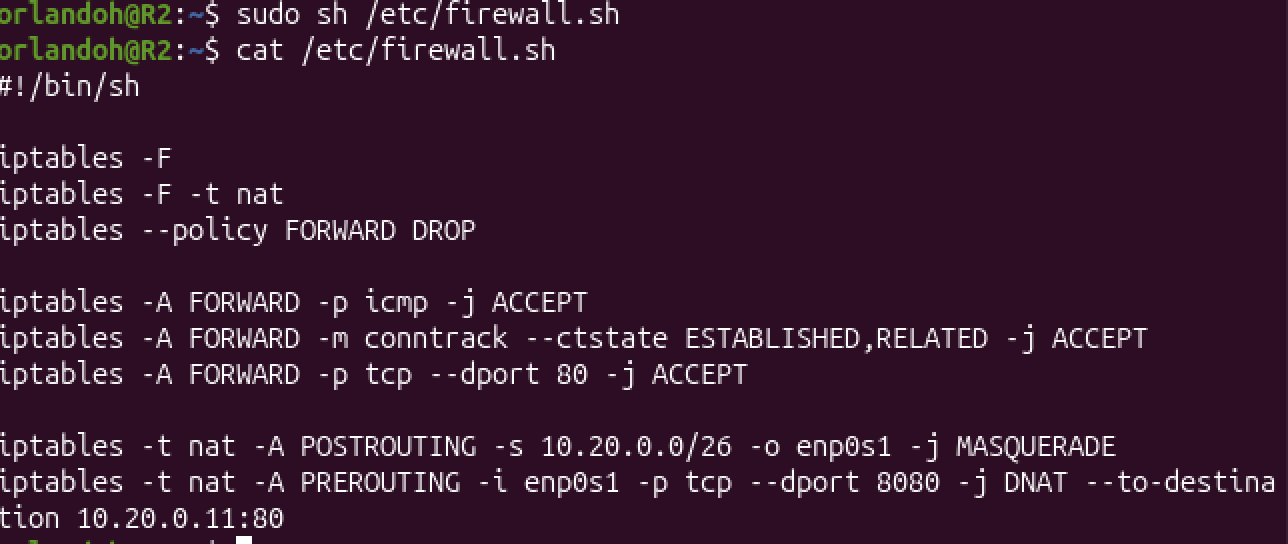 orlandoh@R2:~$ sudo sh /etc/firewall.sh
orlandoh@R2:~$ cat /etc/firewall.sh
#!/bin/sh
iptables -F
iptables -F -t nat
iptables --policy FORWARD DROP
iptables -A FORWARD -p icmp -j ACCEPT
iptables -A FORWARD -m conntrack --ctstate ESTABLISHED,RELATED -j ACCEPT
iptables -A FORWARD -p tcp --dport 80 -j ACCEPT
iptables -t nat -A POSTROUTING -s 10.20.0.0/26 -o enp0s1 -j MASQUERADE
iptables -t nat -A PREROUTING -i enp0s1 -p tcp --dport 8080 -j DNAT --to-destina
tion 10.20.0.11:80